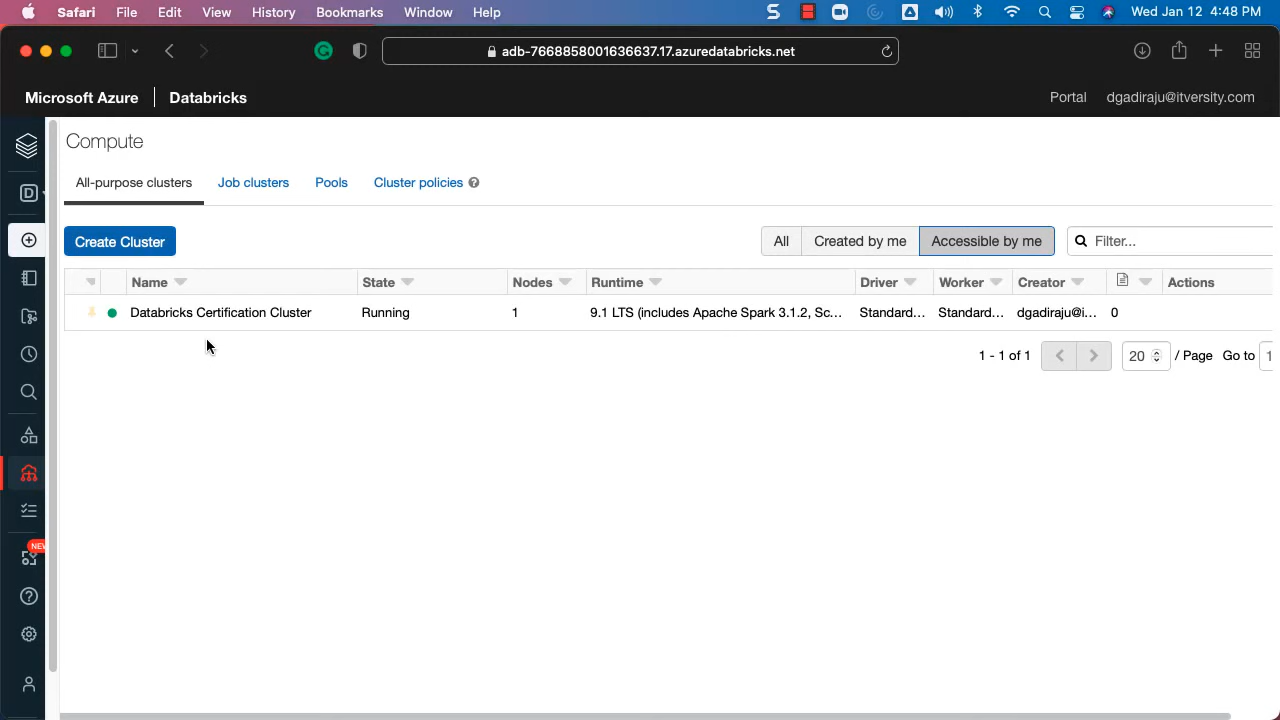 Safari File Edit View History Bookmarks Window Help S Wed Jan 12 4:48 PM
adb-7668858001636637.17.azuredatabricks.net
Microsoft Azure Databricks Portal dgadiraju@itversity.com
Compute
D
All-purpose clusters Job clusters Pools Cluster policies ?
Create Cluster All Created by me Accessible by me Filter...
Name State Nodes Runtime Driver Worker Creator Actions
Databricks Certification Cluster Running 1 9.1 LTS (includes Apache Spark 3.1.2, Sc... Standard... Standard... dgadiraju@i... 0
1 - 1 of 1 20 / Page Go to 1
NEW
?